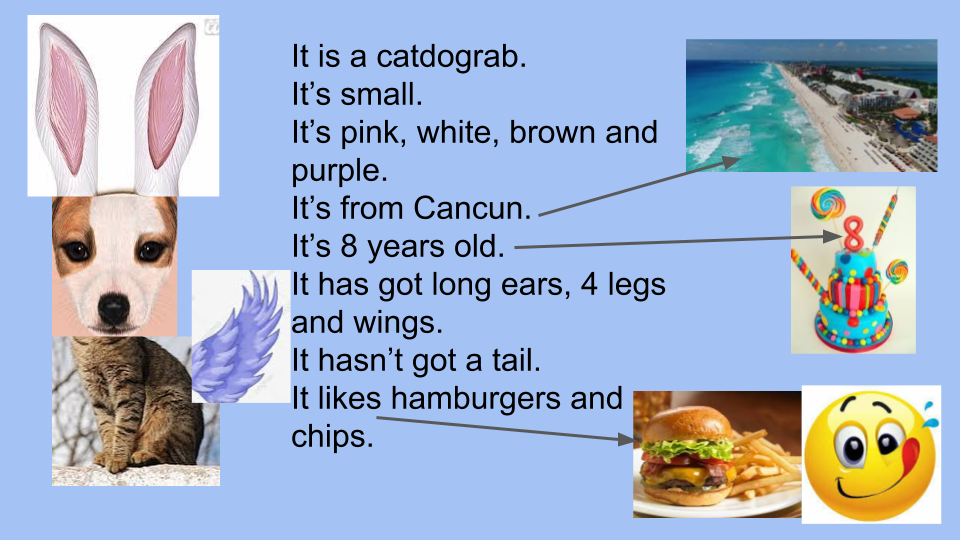 It is a catdograb.
It’s small.
It’s pink, white, brown and
purple.
It’s from Cancun.
It’s 8 years old.
It has got long ears, 4 legs
and wings.
It hasn’t got a tail.
It likes hamburgers and
chips.
8